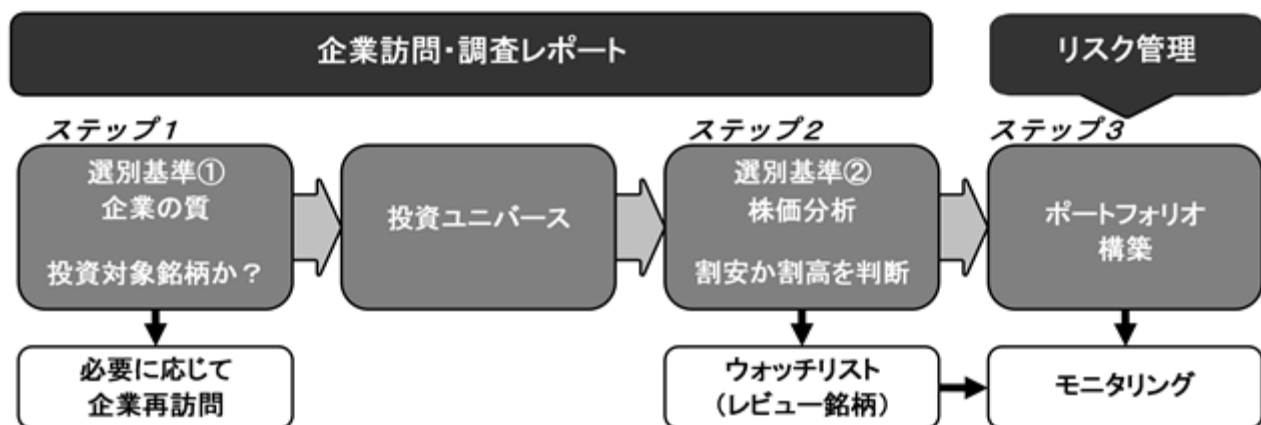 企業訪問・調査レポート
リスク管理
ステップ1
選別基準①
企業の質
投資対象銘柄か？
投資ユニバース
ステップ2
選別基準②
株価分析
割安か割高を判断
ステップ3
ポートフォリオ
構築
必要に応じて
企業再訪問
ウォッチリスト
（レビュー銘柄）
モニタリング